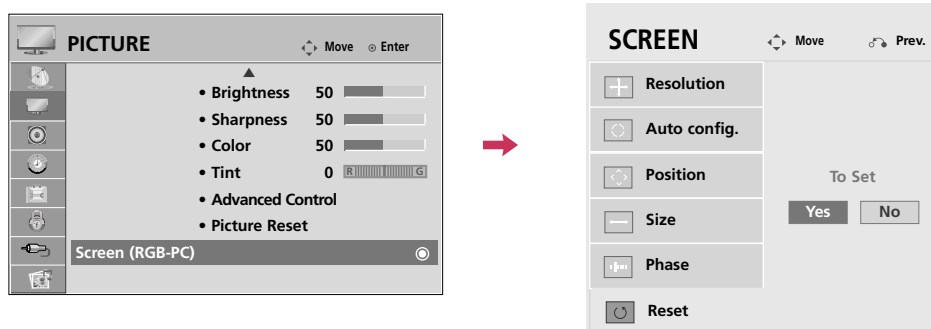 PICTURE
Move
Enter
• Brightness 50
• Sharpness 50
• Color 50
• Tint 0 R G
• Advanced Control
• Picture Reset
Screen (RGB-PC)
SCREEN
Move
Prev.
Resolution
Auto config.
Position
Size
Phase
Reset
To Set
Yes No